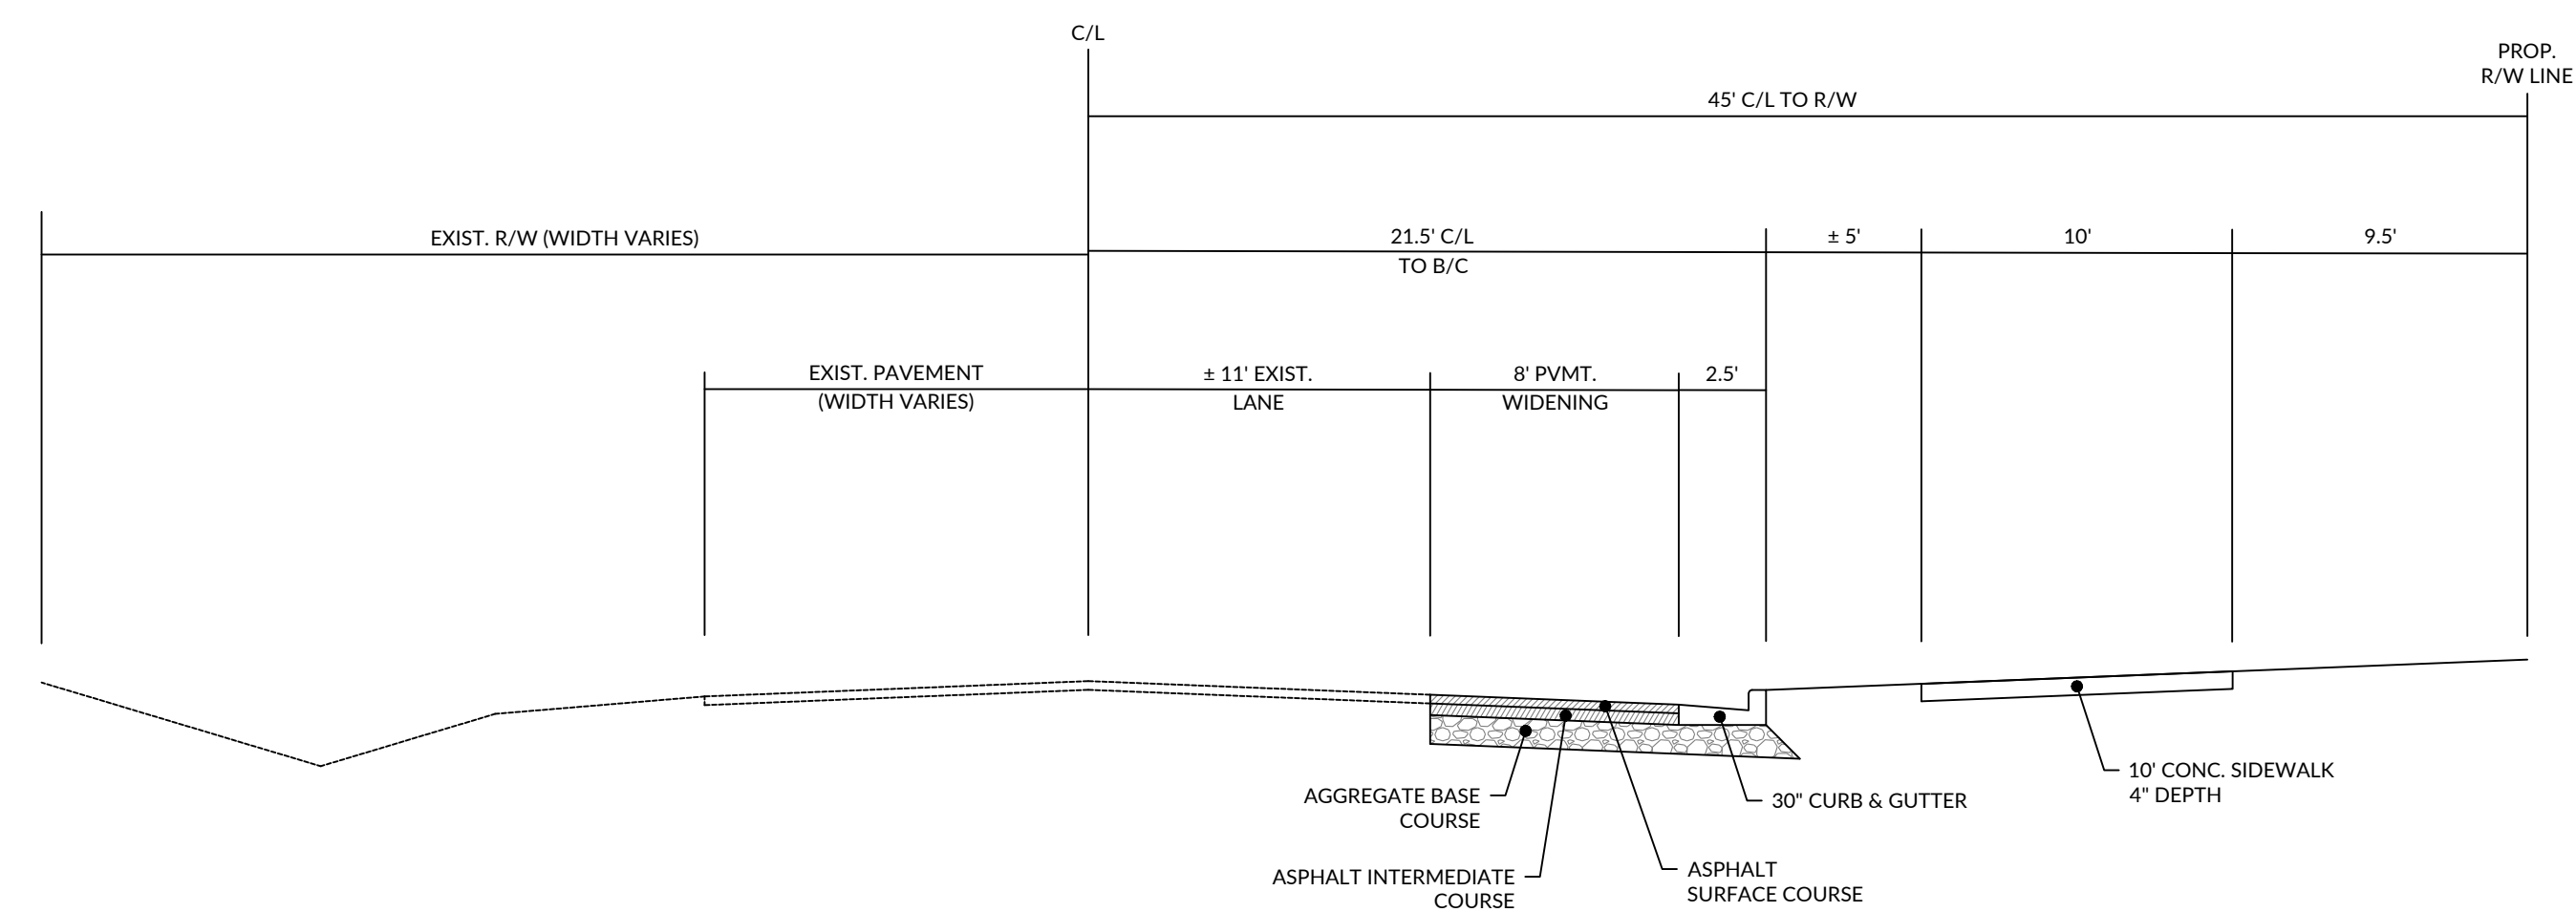 C/L
PROP.
R/W LINE
45' C/L TO R/W
EXIST. R/W (WIDTH VARIES)
21.5' C/L
TO B/C
± 5'
10'
9.5'
EXIST. PAVEMENT
(WIDTH VARIES)
± 11' EXIST.
LANE
8' PVMT.
WIDENING
2.5'
AGGREGATE BASE
COURSE
ASPHALT INTERMEDIATE
COURSE
ASPHALT
SURFACE COURSE
30" CURB & GUTTER
10' CONC. SIDEWALK
4" DEPTH